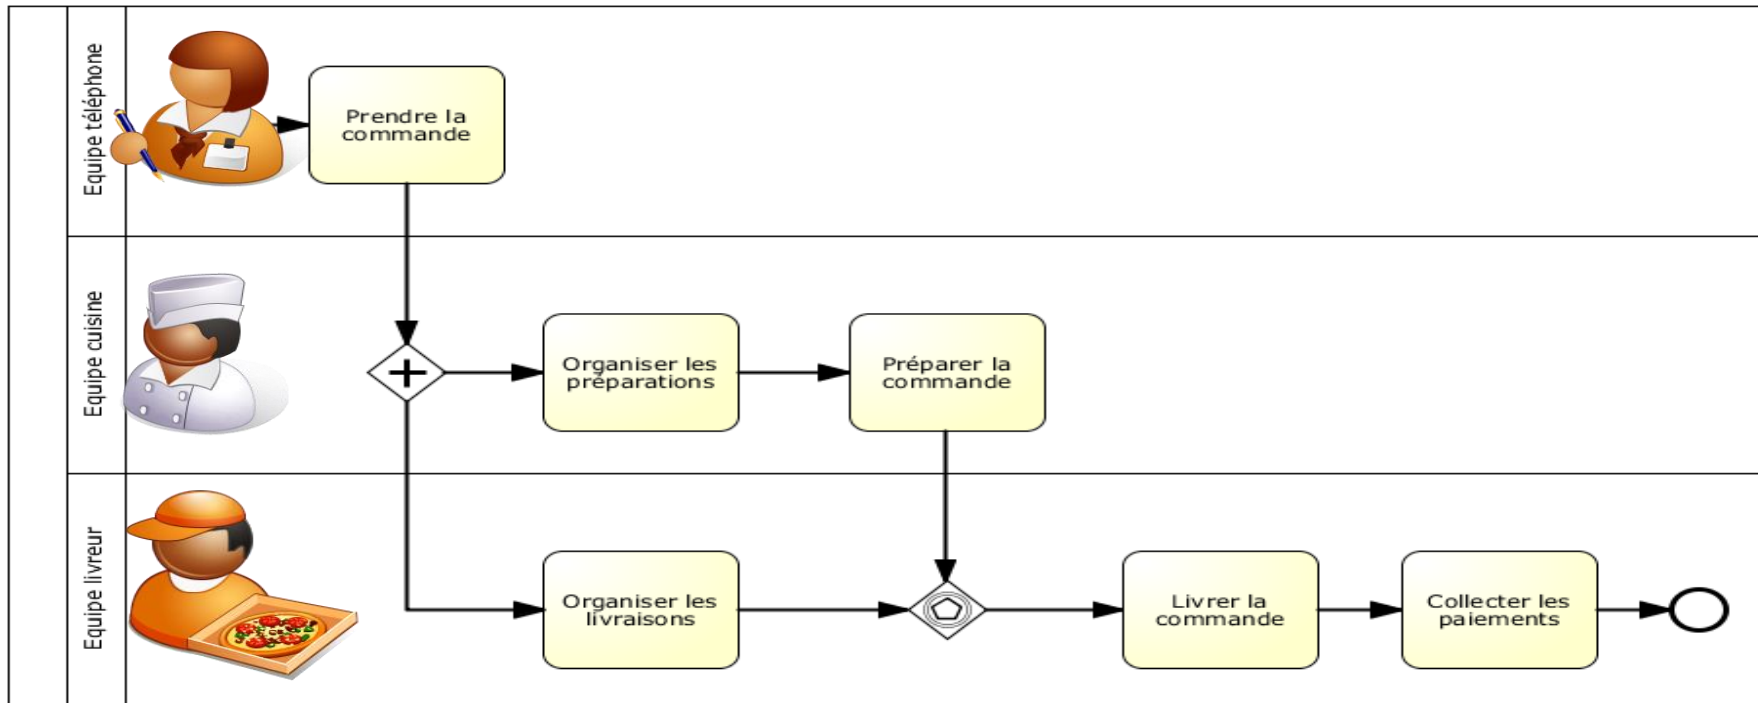 Equipe téléphone
Prendre la
commande
Equipe cuisine
Organiser les
préparations
Préparer la
commande
Equipe livreur
Organiser les
livraisons
Livrer la
commande
Collecter les
paiements